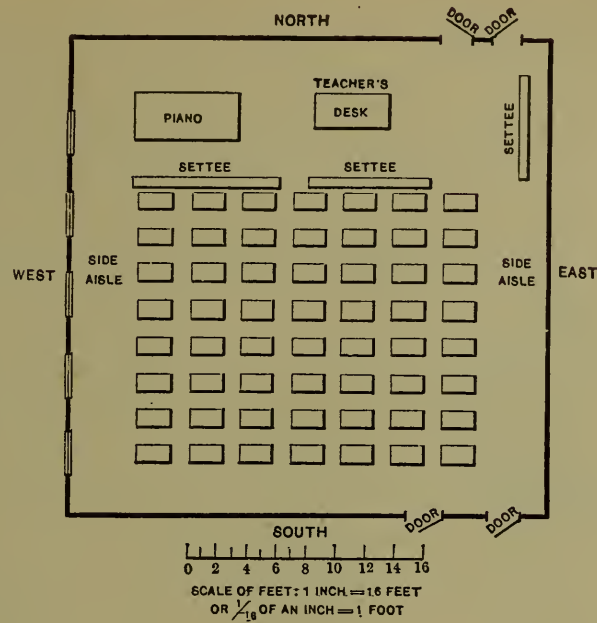 NORTH
DOOR DOOR
TEACHER'S
DESK
PIANO
SETTEE
SETTEE
SETTEE
WEST
SIDE
AISLE
SIDE
AISLE
EAST
DOOR
DOOR
SOUTH
0 2 4 6 8 10 12 14 16
SCALE OF FEET: 1 INCH = 16 FEET
OR 1/16 OF AN INCH = 1 FOOT